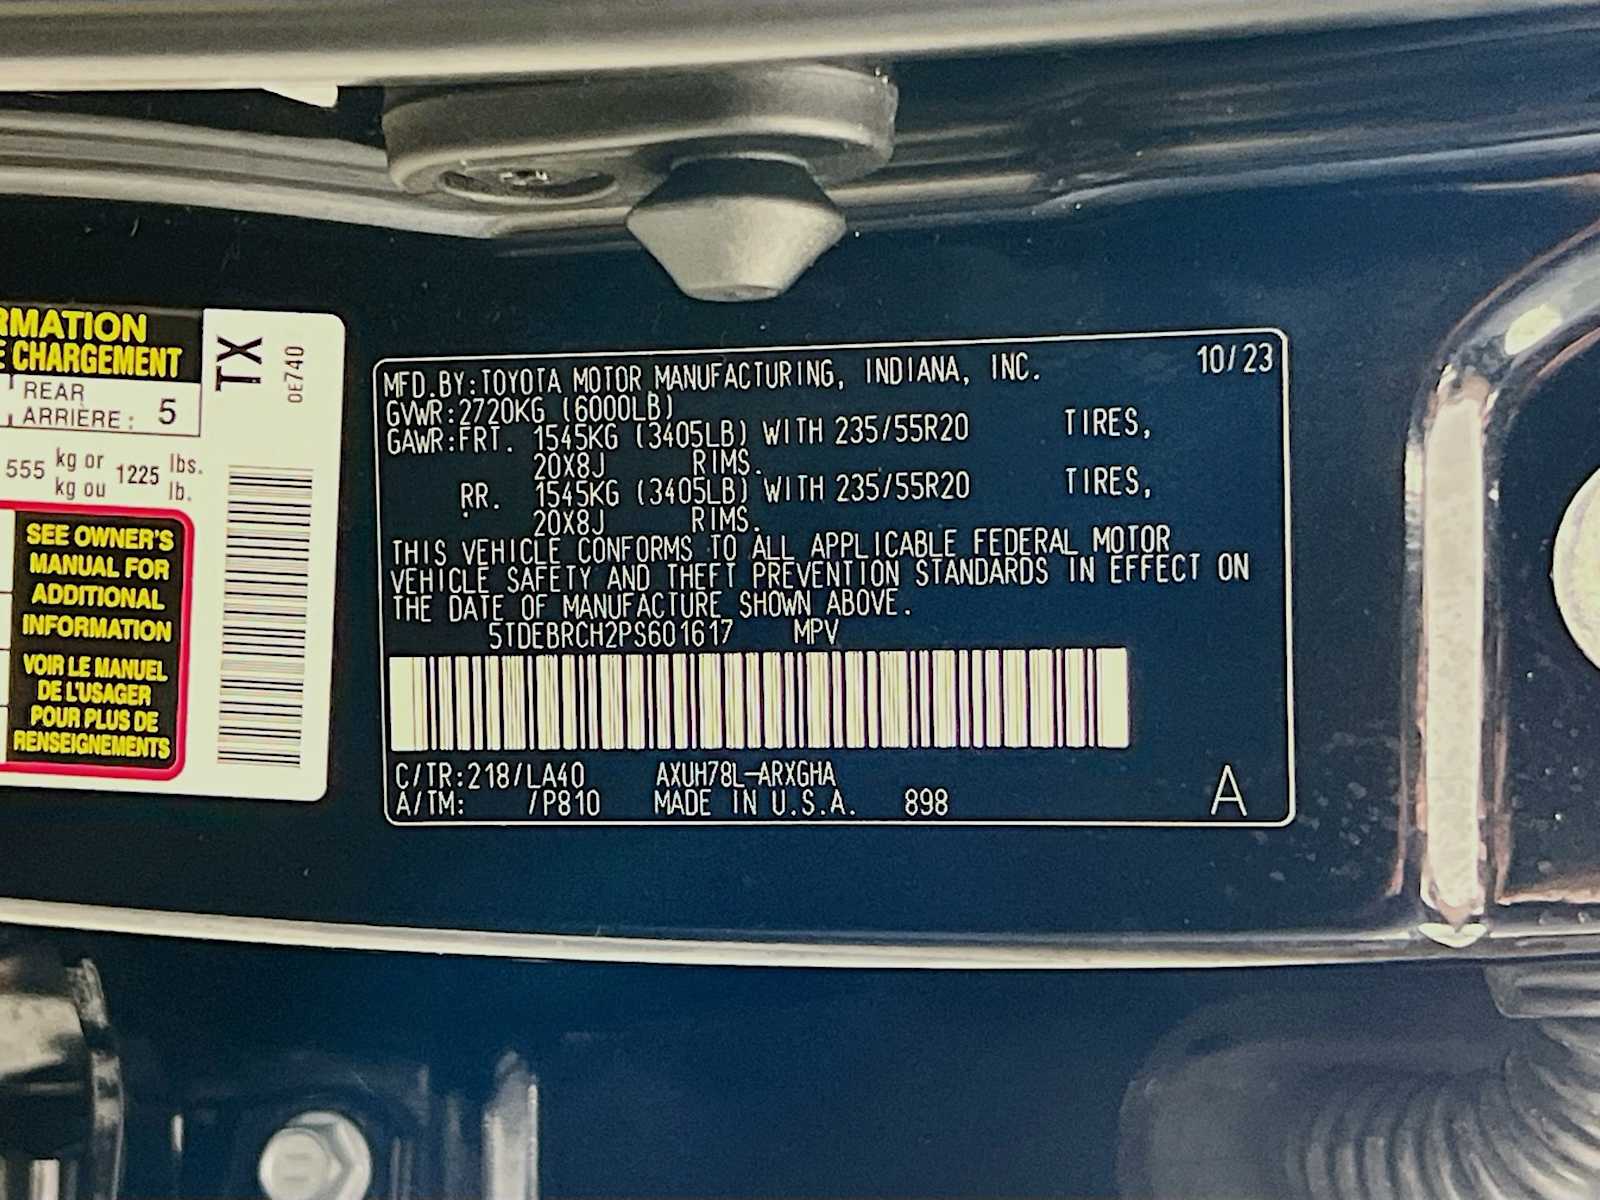 RMATION
E CHARGEMENT
REAR
ARRIÈRE : 5
555 kg or 1225 lbs.
kg ou lb.
SEE OWNER'S
MANUAL FOR
ADDITIONAL
INFORMATION
VOIR LE MANUEL
DE L'USAGER
POUR PLUS DE
RENSEIGNEMENTS
TX
0E740
MFD.BY:TOYOTA MOTOR MANUFACTURING, INDIANA, INC. 10/23
GVWR:2720KG (6000LB)
GAWR:FRT. 1545KG (3405LB) WITH 235/55R20 TIRES,
20X8J RIMS.
RR. 1545KG (3405LB) WITH 235/55R20 TIRES,
20X8J RIMS.
THIS VEHICLE CONFORMS TO ALL APPLICABLE FEDERAL MOTOR
VEHICLE SAFETY AND THEFT PREVENTION STANDARDS IN EFFECT ON
THE DATE OF MANUFACTURE SHOWN ABOVE.
5TDEBRCH2PS601617 MPV
C/TR:218/LA40 AXUH78L-ARXGHA
A/TM: /P810 MADE IN U.S.A. 898 A